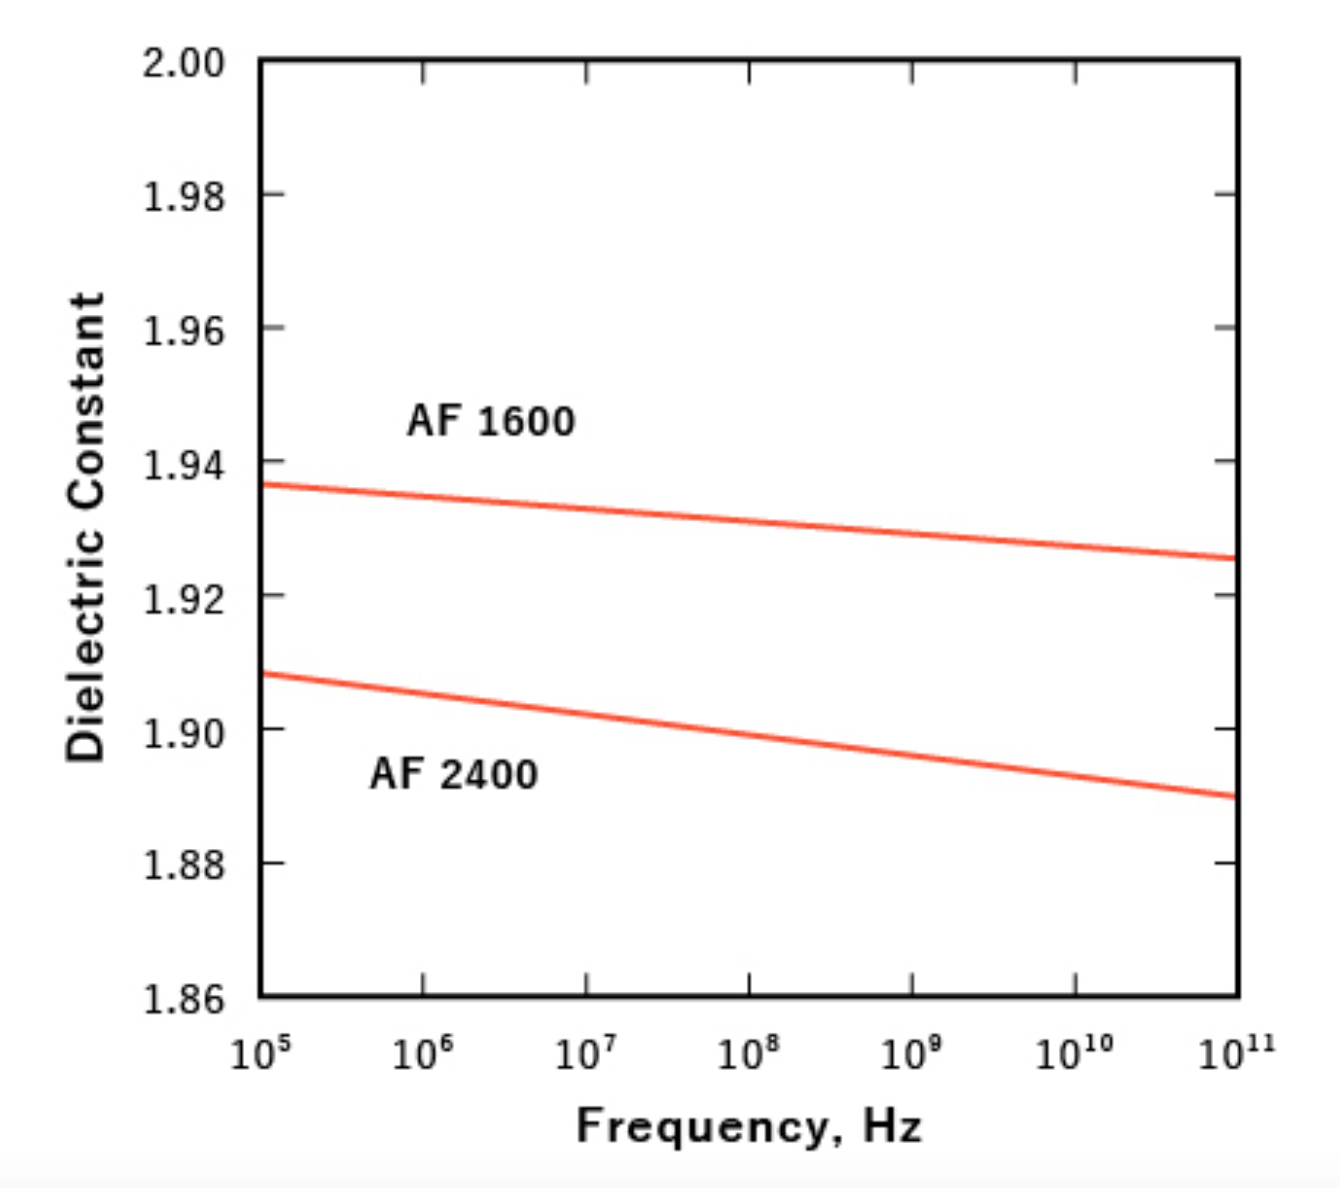 2.00
1.98
1.96
AF 1600
1.94
1.92
1.90
AF 2400
1.88
1.86
10⁵ 10⁶ 10⁷ 10⁸ 10⁹ 10¹⁰ 10¹¹
Frequency, Hz
Dielectric Constant